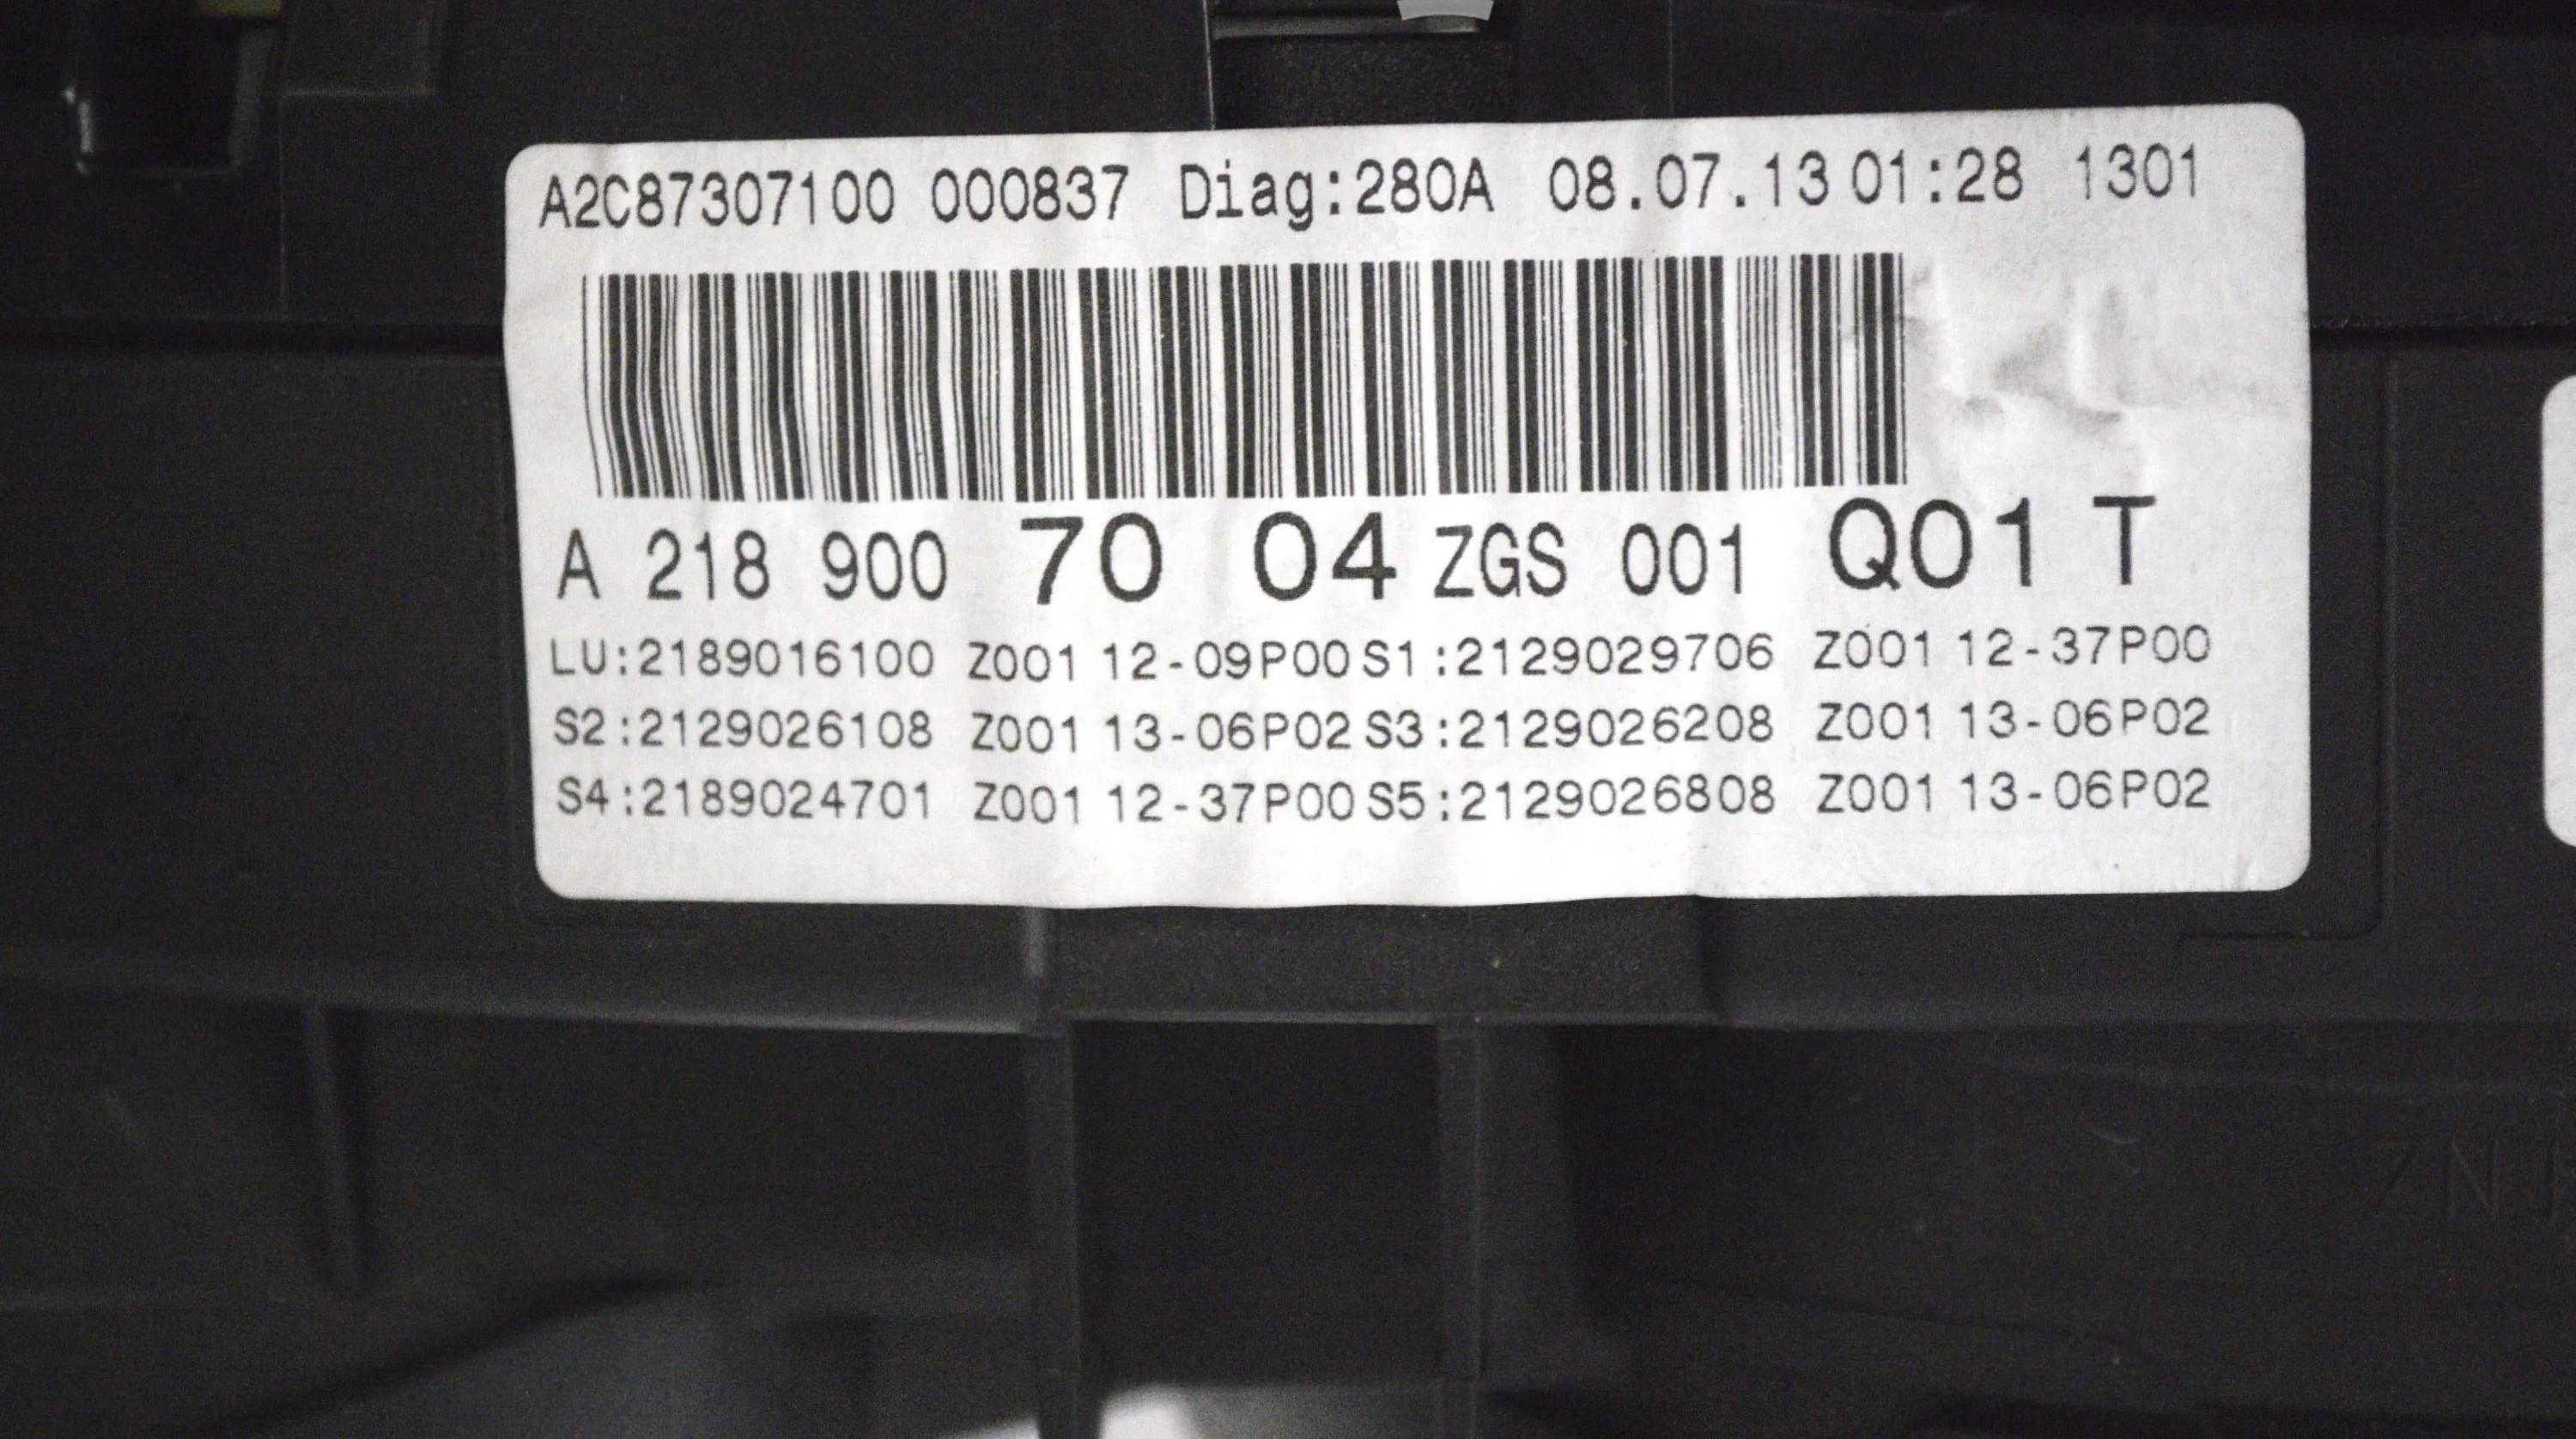 A2C87307100 000837 Diag:280A 08.07.13 01:28 1301
A 218 900 70 04 ZGS 001 Q01 T
LU:2189016100 Z001 12-09P00 S1:2129029706 Z001 12-37P00
S2:2129026108 Z001 13-06P02 S3:2129026208 Z001 13-06P02
S4:2189024701 Z001 12-37P00 S5:2129026808 Z001 13-06P02